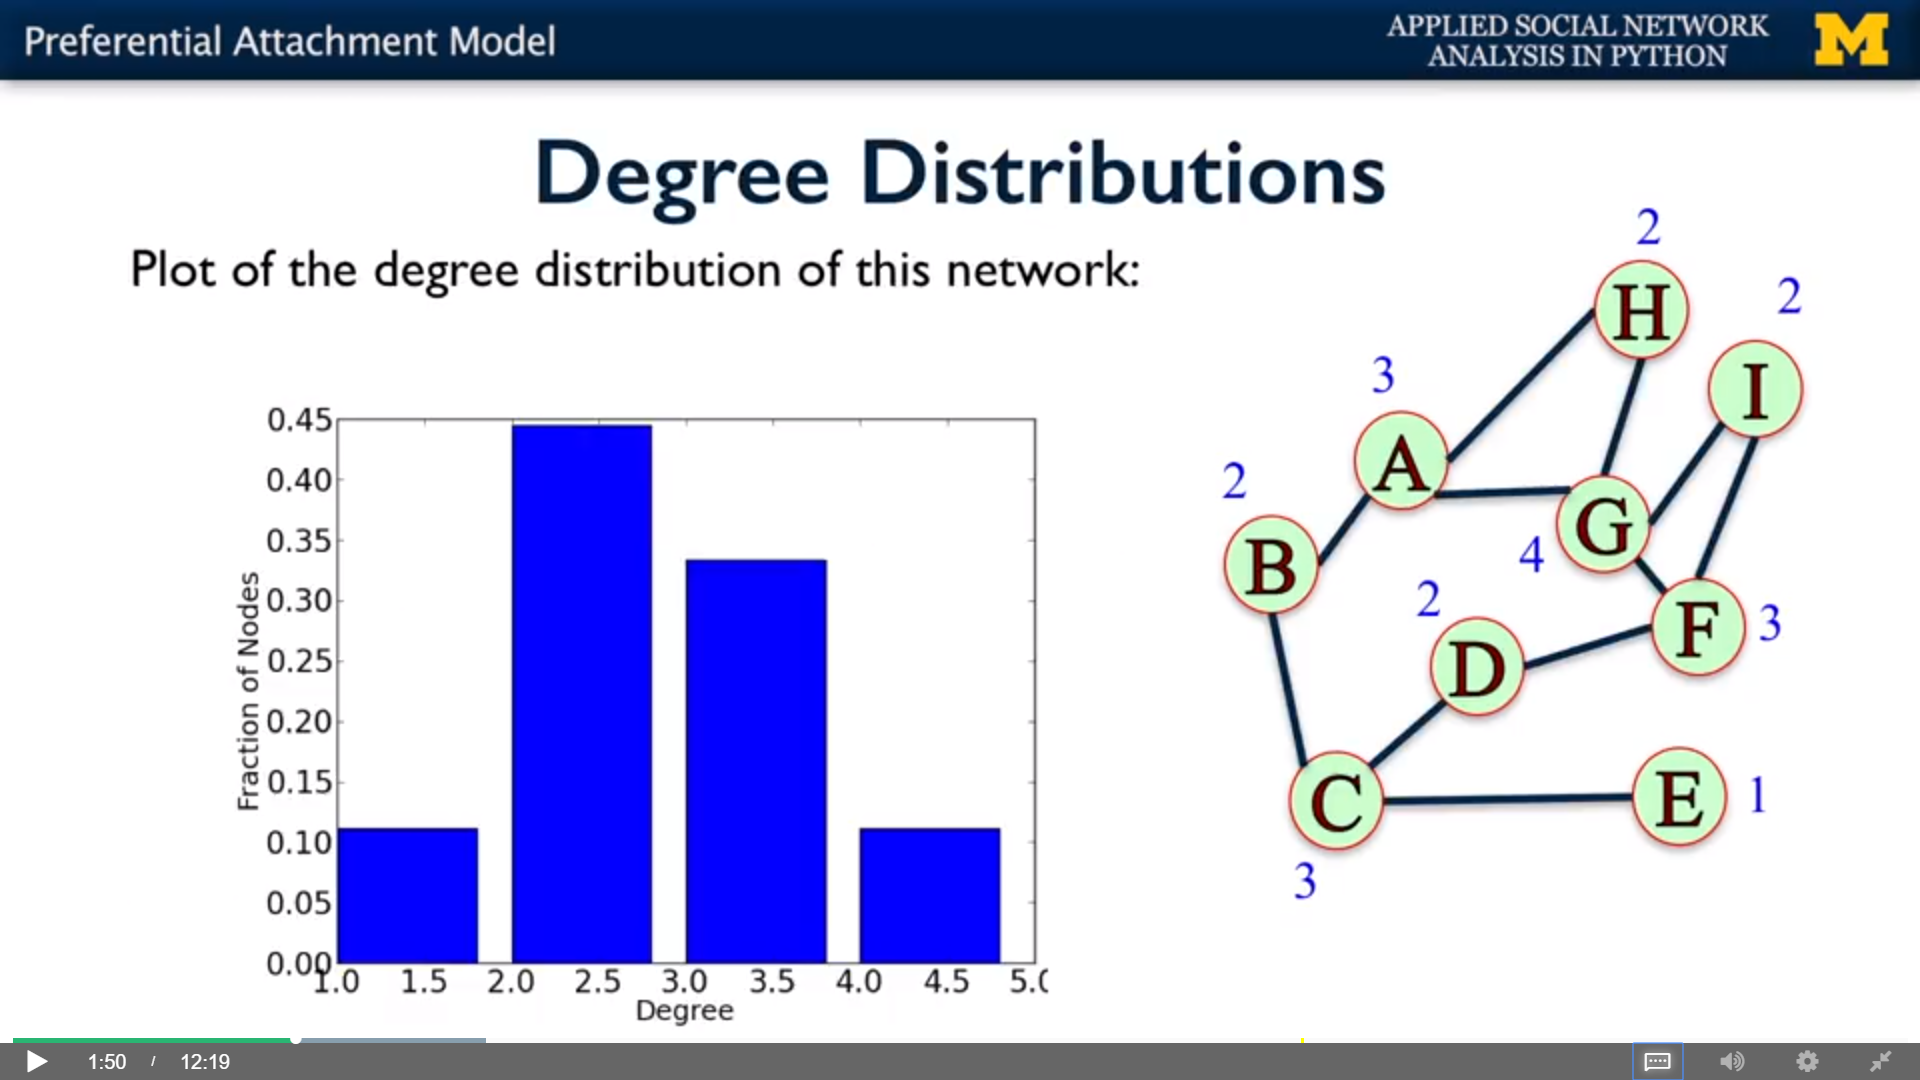 Preferential Attachment Model
APPLIED SOCIAL NETWORK
ANALYSIS IN PYTHON
M
Degree Distributions
Plot of the degree distribution of this network:
0.45
0.40
0.35
0.30
0.25
0.20
0.15
0.10
0.05
0.00
Fraction of Nodes
1.0 1.5 2.0 2.5 3.0 3.5 4.0 4.5 5.0
Degree
2
H
2
I
3
A
2
B
G
4
2
D
F
3
C
3
E
1
1:50 / 12:19